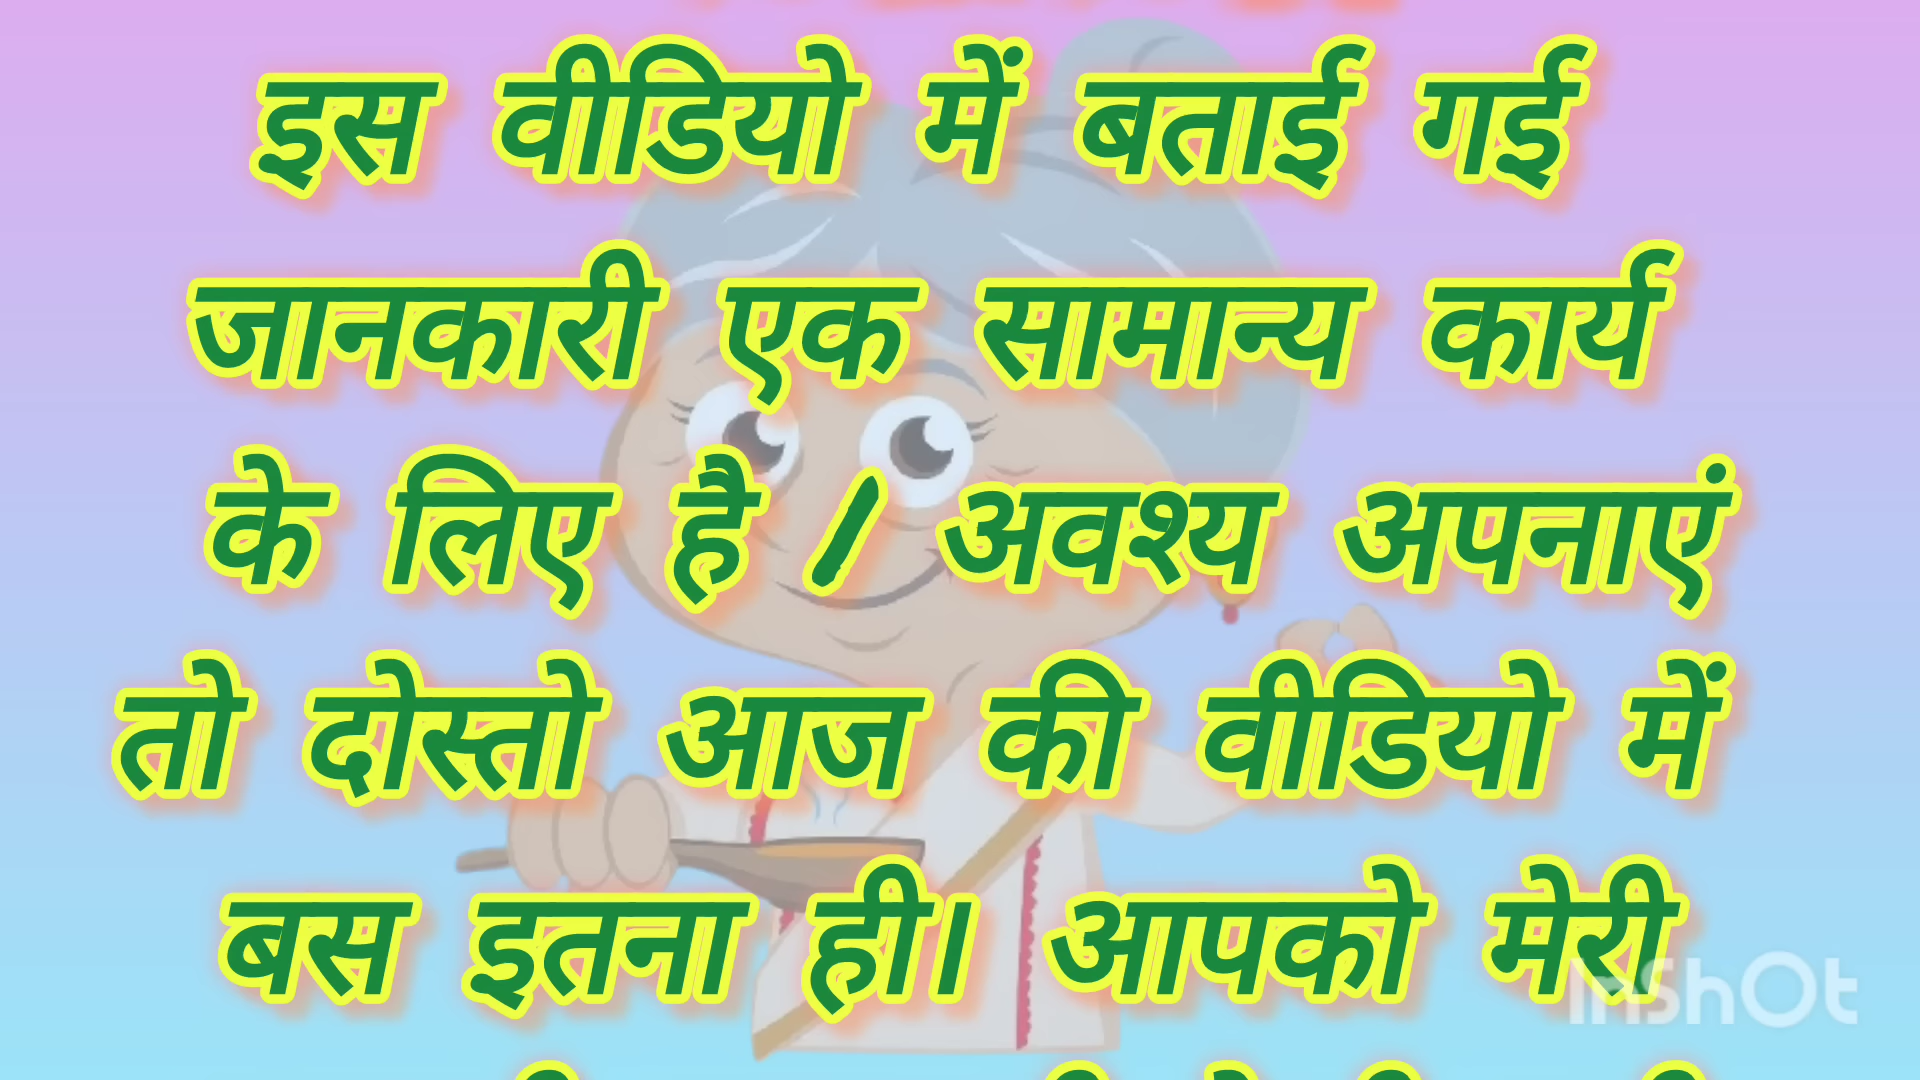 इस वीडियो में बताई गई
जानकारी एक सामान्य कार्य
के लिए है / अवश्य अपनाएं
तो दोस्तो आज की वीडियो में
बस इतना ही। आपको मेरी
InShOt